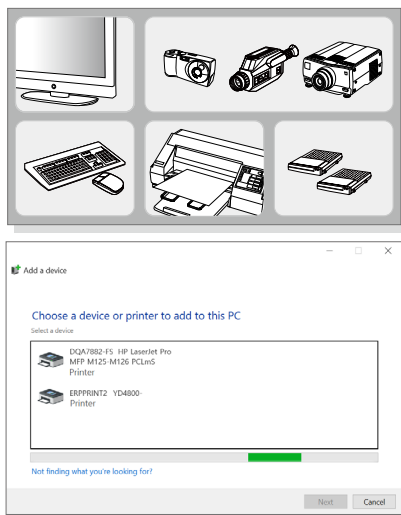 Add a device
Choose a device or printer to add to this PC
Select a device
DQA7882-FS HP LaserJet Pro
MFP M125-M126 PCLmS
Printer
ERPPRINT2 YD4800-
Printer
Not finding what you're looking for?
Next Cancel